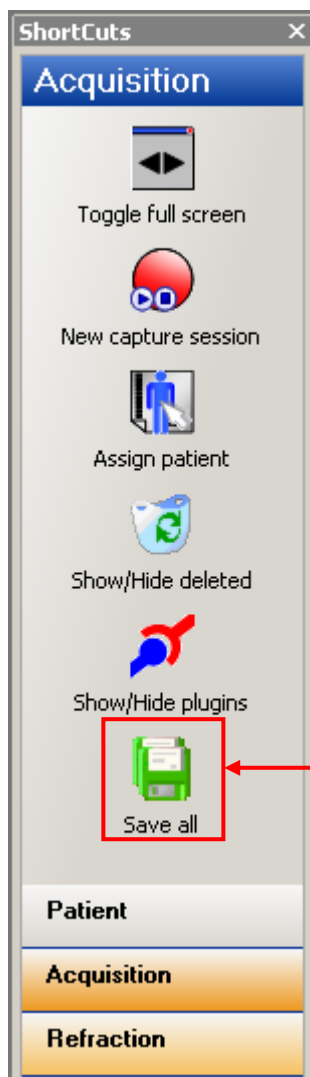 ShortCuts
Acquisition
Toggle full screen
New capture session
Assign patient
Show/Hide deleted
Show/Hide plugins
Save all
Patient
Acquisition
Refraction